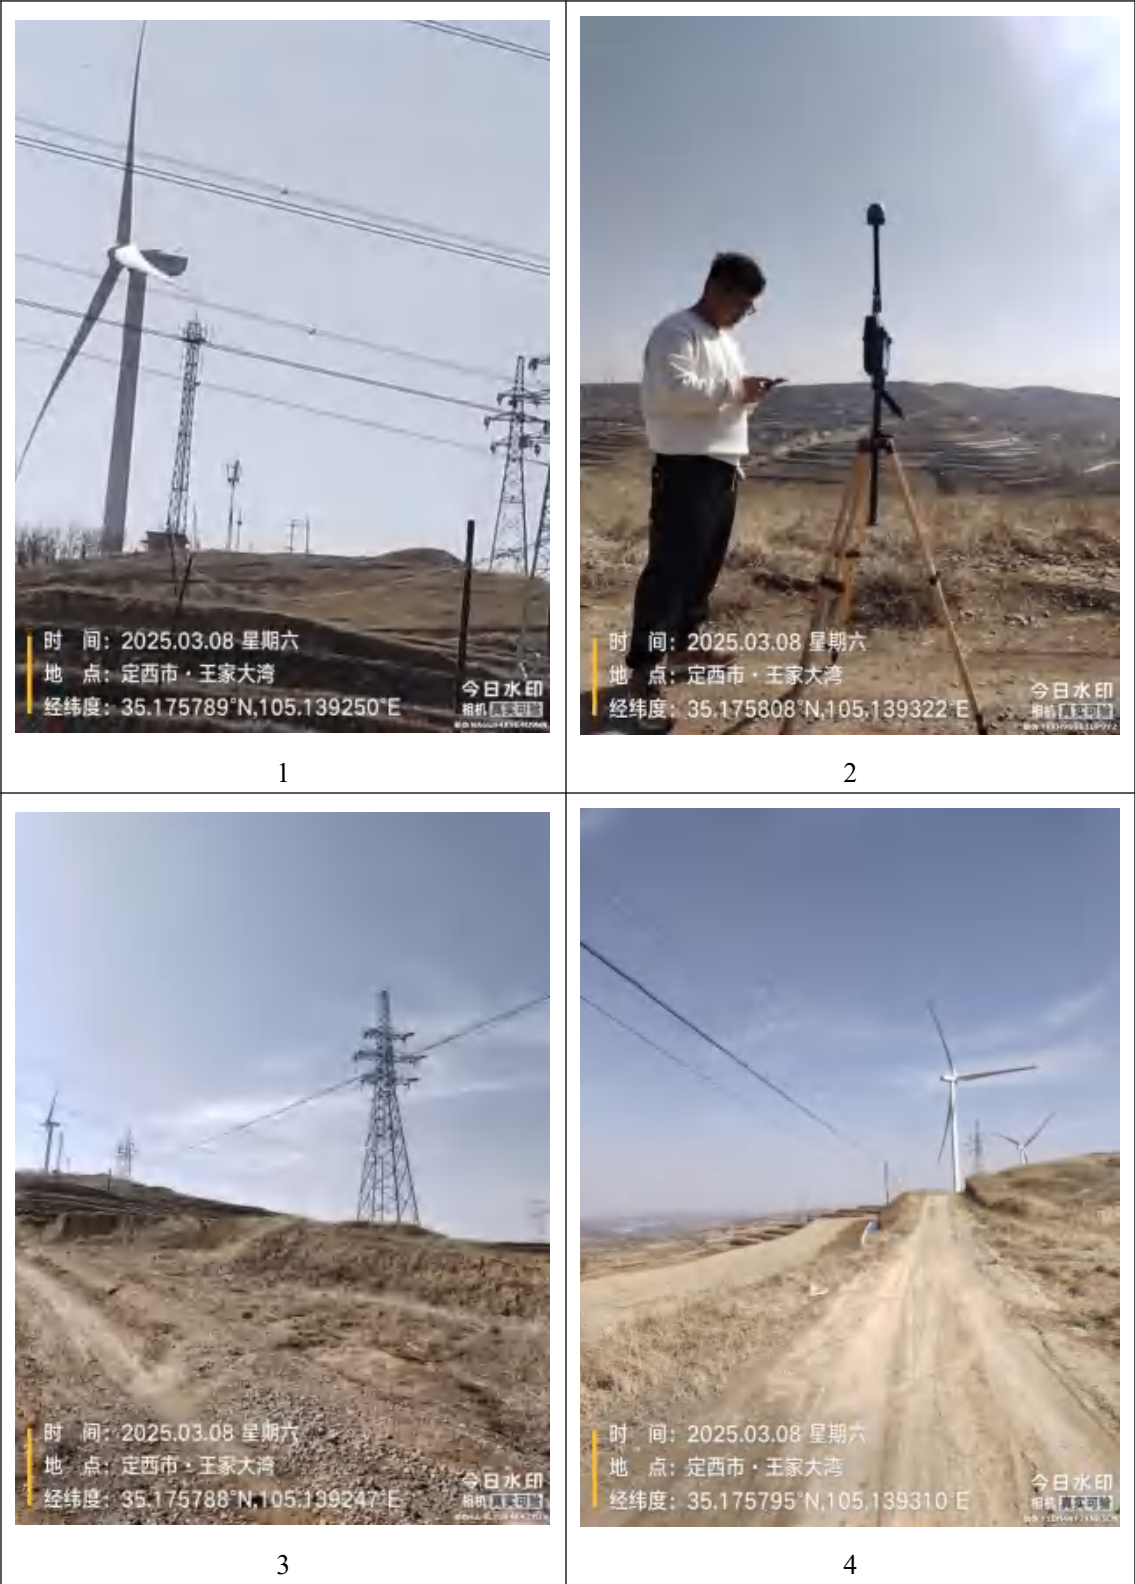 时 间：2025.03.08 星期六
地 点：定西市·王家大湾
经纬度：35.175789°N,105.139250°E
今日水印
相机 真实可验
1
时 间：2025.03.08 星期六
地 点：定西市·王家大湾
经纬度：35.175808°N,105.139322°E
今日水印
相机 真实可验
2
时 间：2025.03.08 星期六
地 点：定西市·王家大湾
经纬度：35.175788°N,105.139247°E
今日水印
相机 真实可验
3
时 间：2025.03.08 星期六
地 点：定西市·王家大湾
经纬度：35.175795°N,105.139310°E
今日水印
相机 真实可验
4